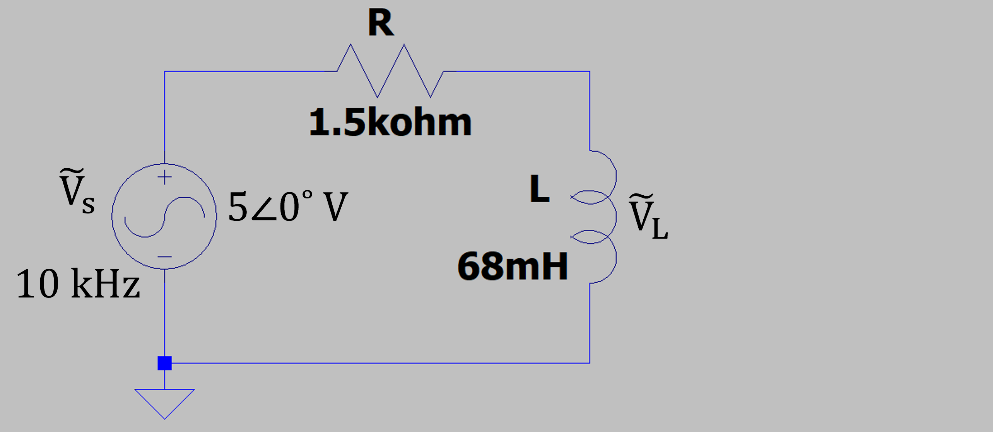 R
1.5kohm
Ṽs
+
5∠0° V
−
10 kHz
L
ṼL
68mH